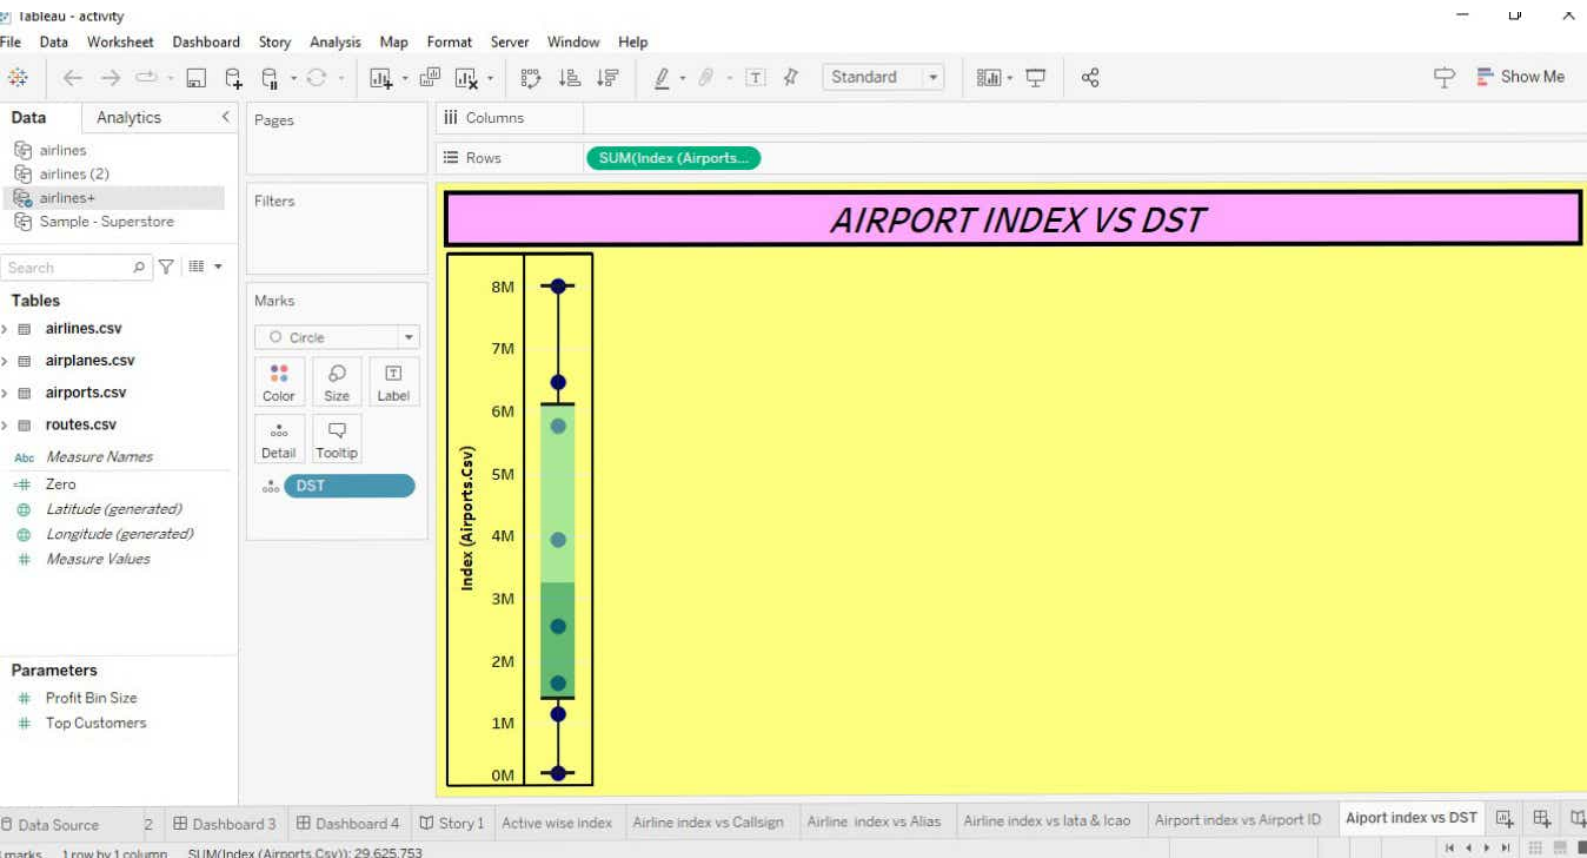 Tableau - activity
File Data Worksheet Dashboard Story Analysis Map Format Server Window Help
Standard
Show Me
Data Analytics
airlines
airlines (2)
airlines+
Sample - Superstore
Search
Tables
airlines.csv
airplanes.csv
airports.csv
routes.csv
Abc Measure Names
Zero
Latitude (generated)
Longitude (generated)
# Measure Values
Parameters
# Profit Bin Size
# Top Customers
Pages
Filters
Marks
Circle
Color Size Label
Detail Tooltip
DST
Columns
Rows SUM(Index (Airports...
AIRPORT INDEX VS DST
Index (Airports.Csv)
8M
7M
6M
5M
4M
3M
2M
1M
0M
Data Source 2 Dashboard 3 Dashboard 4 Story 1 Active wise index Airline index vs Callsign Airline index vs Alias Airline index vs Iata & Icao Airport index vs Airport ID Aiport index vs DST
marks 1 row by 1 column SUM(Index (Airports.Csv)): 29,625,753